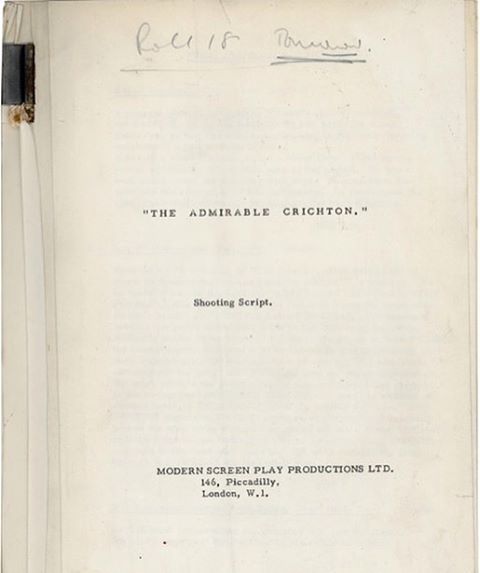 Roll 18
"THE ADMIRABLE CRICHTON."
Shooting Script.
MODERN SCREEN PLAY PRODUCTIONS LTD.
146, Piccadilly,
London, W.1.